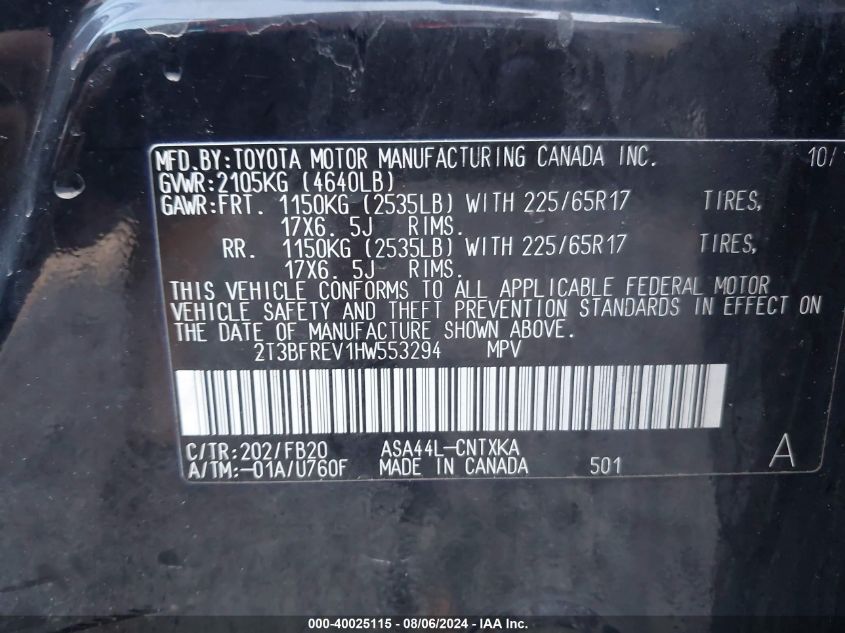 MFD.BY:TOYOTA MOTOR MANUFACTURING CANADA INC. 10/
GVWR:2105KG (4640LB)
GAWR:FRT. 1150KG (2535LB) WITH 225/65R17 TIRES,
17X6.5J RIMS.
RR. 1150KG (2535LB) WITH 225/65R17 TIRES,
17X6.5J RIMS.
THIS VEHICLE CONFORMS TO ALL APPLICABLE FEDERAL MOTOR
VEHICLE SAFETY AND THEFT PREVENTION STANDARDS IN EFFECT ON
THE DATE OF MANUFACTURE SHOWN ABOVE.
2T3BFREV1HW553294 MPV
C/TR:202/FB20 ASA44L-CNTXKA
A/TM:-01A/U760F MADE IN CANADA 501 A
000-40025115 - 08/06/2024 - IAA Inc.